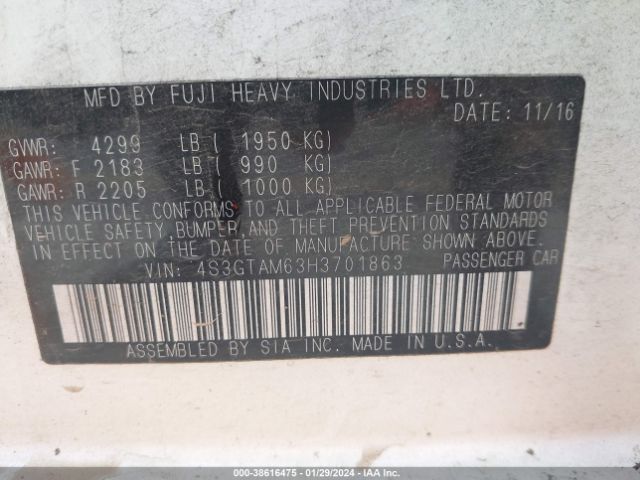 MFD BY FUJI HEAVY INDUSTRIES LTD.
DATE: 11/16
GVWR: 4299 LB ( 1950 KG)
GAWR: F 2183 LB ( 990 KG)
GAWR: R 2205 LB ( 1000 KG)
THIS VEHICLE CONFORMS TO ALL APPLICABLE FEDERAL MOTOR
VEHICLE SAFETY, BUMPER, AND THEFT PREVENTION STANDARDS
IN EFFECT ON THE DATE OF MANUFACTURE SHOWN ABOVE.
VIN: 4S3GTAM63H3701863 PASSENGER CAR
ASSEMBLED BY SIA INC. MADE IN U.S.A.
000-38616475 - 01/29/2024 - IAA Inc.